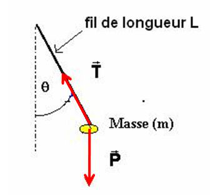 fil de longueur L
T⃗
θ
Masse (m)
P⃗